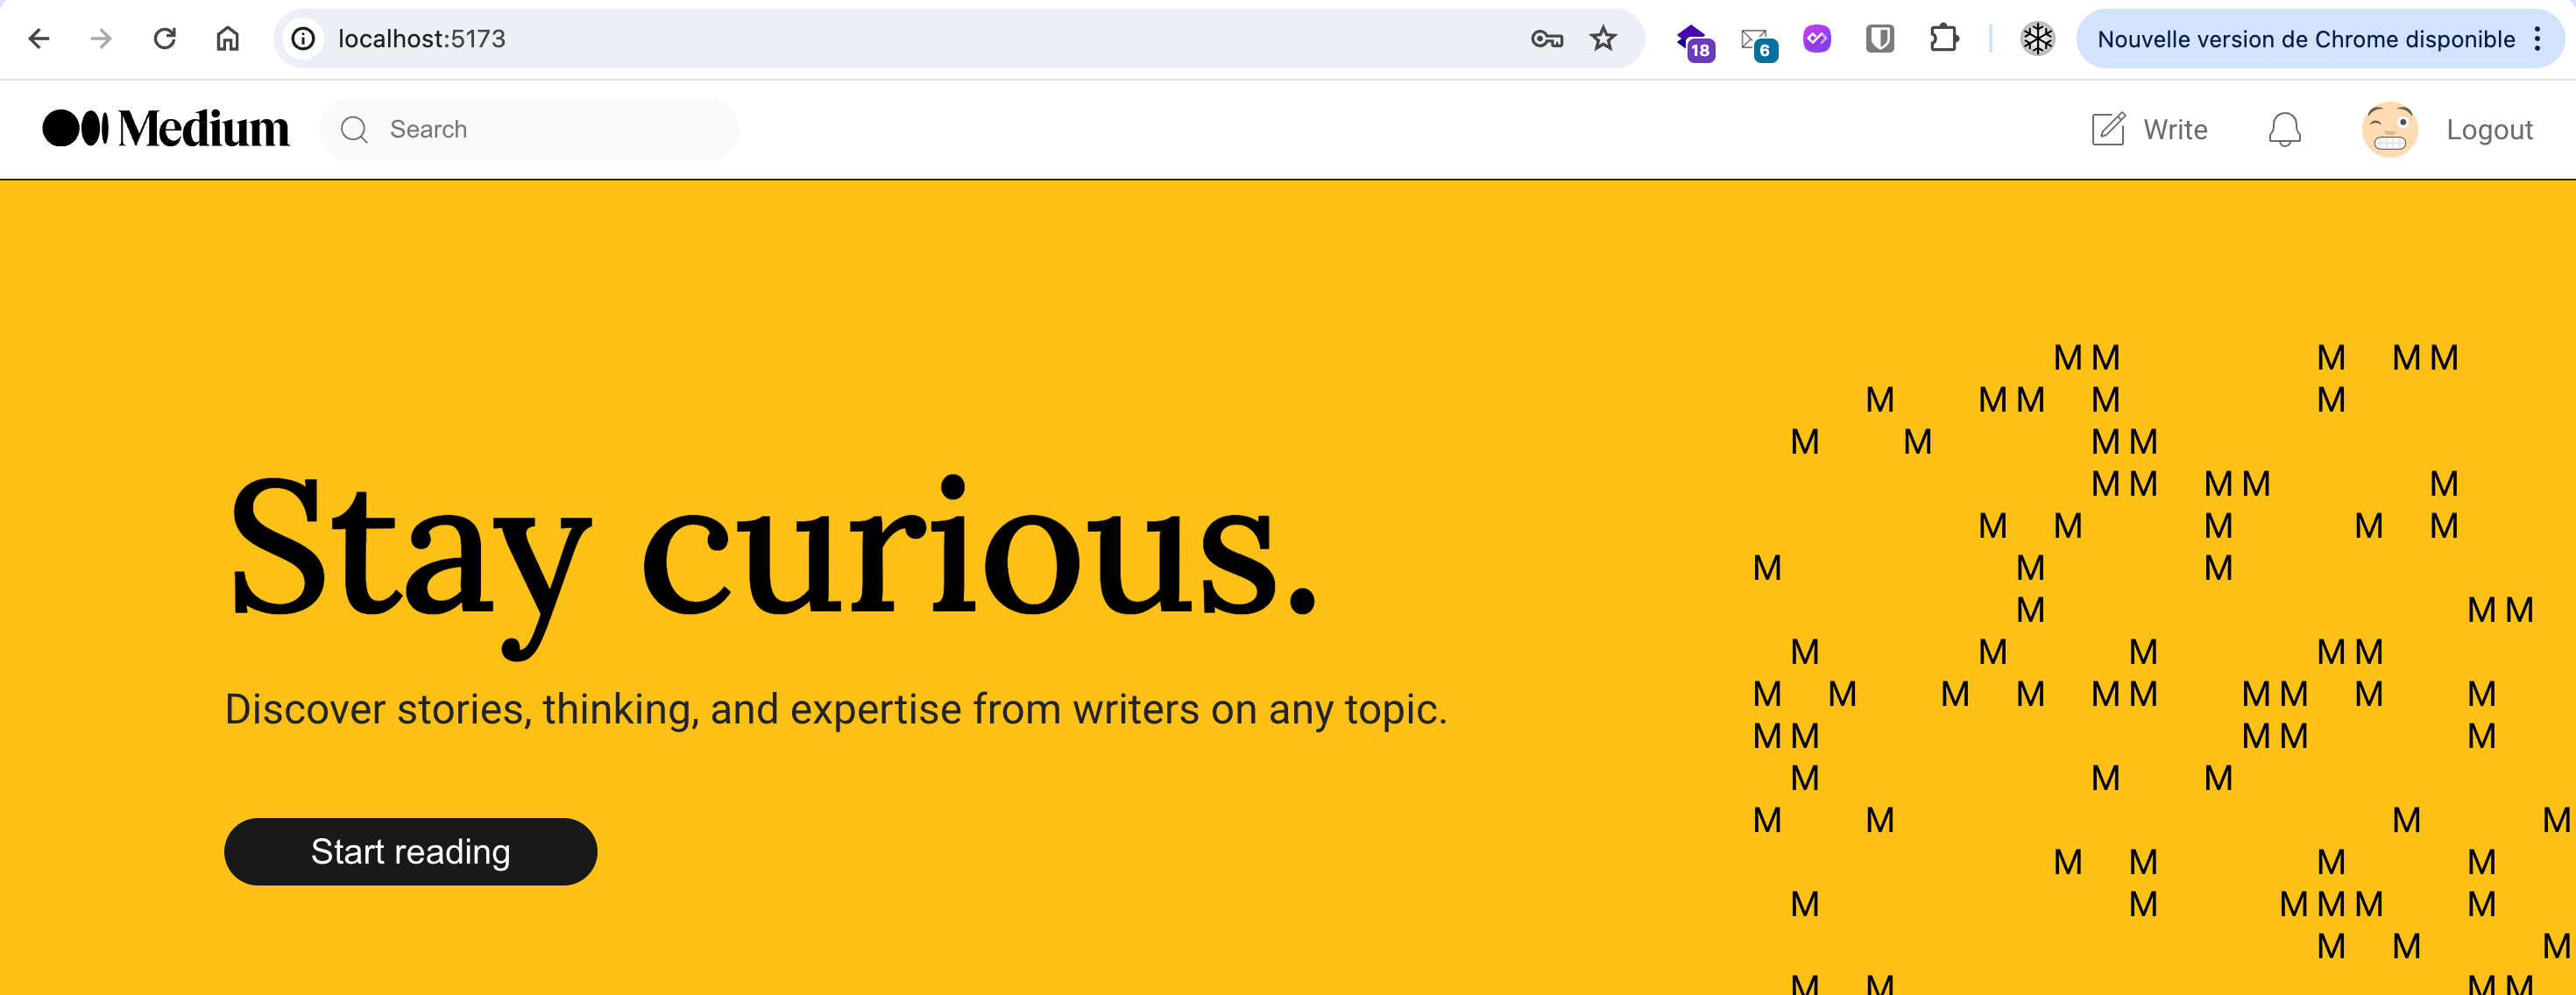 localhost:5173
18
6
Nouvelle version de Chrome disponible
Medium
Search
Write
Logout
M M M M M
M M M M M
M M M M
M M M M M
M M M M M
M M M
M M M
M M M M M
M M M M M M M M M M
M M M M M
Stay curious.
Discover stories, thinking, and expertise from writers on any topic.
Start reading
M M M
M M M M
M M M M
M M M M M M
M M M
M M M M